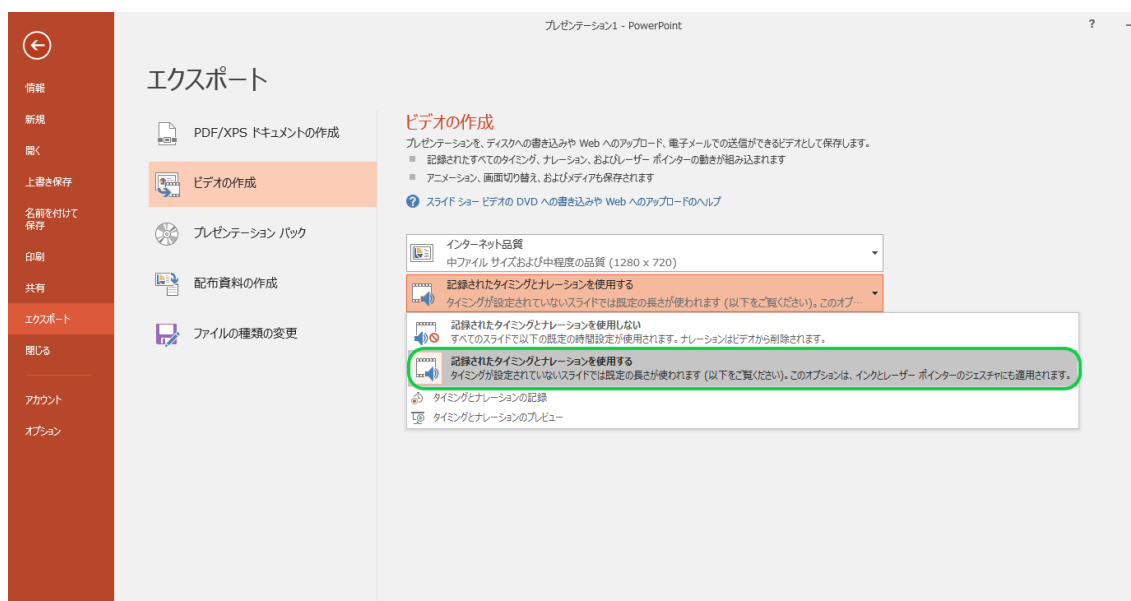 プレゼンテーション1 - PowerPoint
?
情報
新規
開く
上書き保存
名前を付けて
保存
印刷
共有
エクスポート
閉じる
アカウント
オプション
エクスポート
PDF/XPS ドキュメントの作成
ビデオの作成
プレゼンテーション パック
配布資料の作成
ファイルの種類の変更
ビデオの作成
プレゼンテーションを、ディスクへの書き込みや Web へのアップロード、電子メールでの送信ができるビデオとして保存します。
記録されたすべてのタイミング、ナレーション、およびレーザー ポインターの動きが組み込まれます
アニメーション、画面切り替え、およびメディアも保存されます
スライド ショー ビデオの DVD への書き込みや Web へのアップロードのヘルプ
インターネット品質
中ファイル サイズおよび中程度の品質 (1280 x 720)
記録されたタイミングとナレーションを使用する
タイミングが設定されていないスライドでは既定の長さが使われます (以下をご覧ください)。このオプ…
記録されたタイミングとナレーションを使用しない
すべてのスライドで以下の既定の時間設定が使用されます。ナレーションはビデオから削除されます。
記録されたタイミングとナレーションを使用する
タイミングが設定されていないスライドでは既定の長さが使われます (以下をご覧ください)。このオプションは、インクとレーザー ポインターのジェスチャにも適用されます。
タイミングとナレーションの記録
タイミングとナレーションのプレビュー